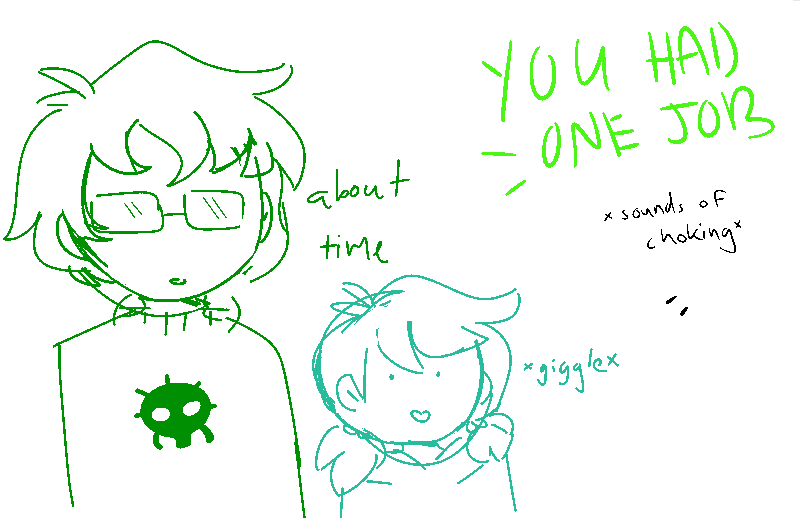 YOU HAD
ONE JOB
about
time
*sounds of
choking*
*giggle*